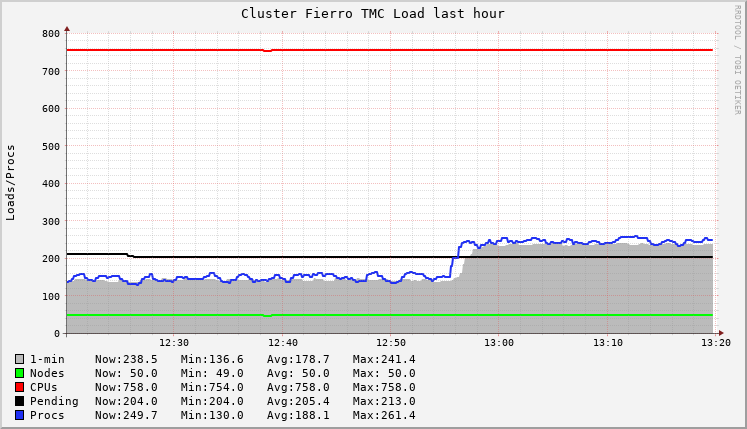 Cluster Fierro TMC Load last hour
RRDTOOL / TOBI OETIKER
Loads/Procs
800
700
600
500
400
300
200
100
0
12:30 12:40 12:50 13:00 13:10 13:20
1-min Now:238.5 Min:136.6 Avg:178.7 Max:241.4
Nodes Now: 50.0 Min: 49.0 Avg: 50.0 Max: 50.0
CPUs Now:758.0 Min:754.0 Avg:758.0 Max:758.0
Pending Now:204.0 Min:204.0 Avg:205.4 Max:213.0
Procs Now:249.7 Min:130.0 Avg:188.1 Max:261.4